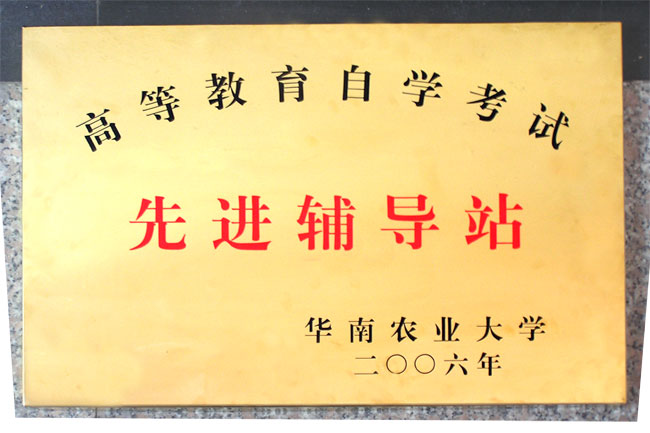 高等教育自学考试
先进辅导站
华南农业大学
二〇〇六年